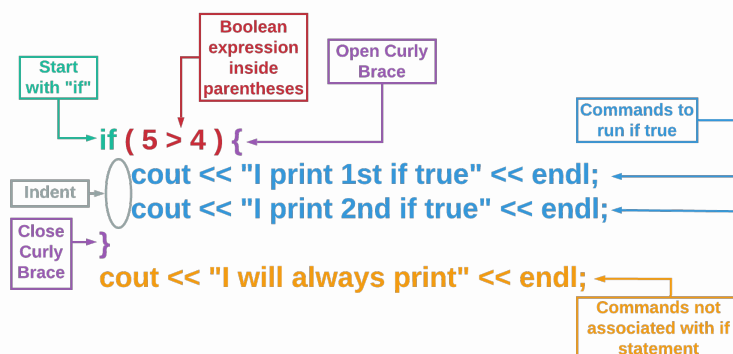 Boolean
expression
inside
parentheses
Open Curly
Brace
Start
with "if"
Commands to
run if true
if ( 5 > 4 ) {
cout << "I print 1st if true" << endl;
Indent
cout << "I print 2nd if true" << endl;
Close
Curly
Brace
}
cout << "I will always print" << endl;
Commands not
associated with if
statement